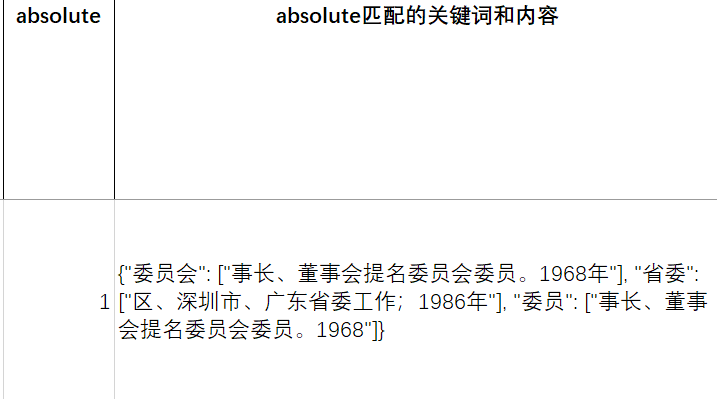 absolute
absolute匹配的关键词和内容
1
{"委员会": ["事长、董事会提名委员会委员。1968年"], "省委":
["区、深圳市、广东省委工作；1986年"], "委员": ["事长、董事
会提名委员会委员。1968"]}